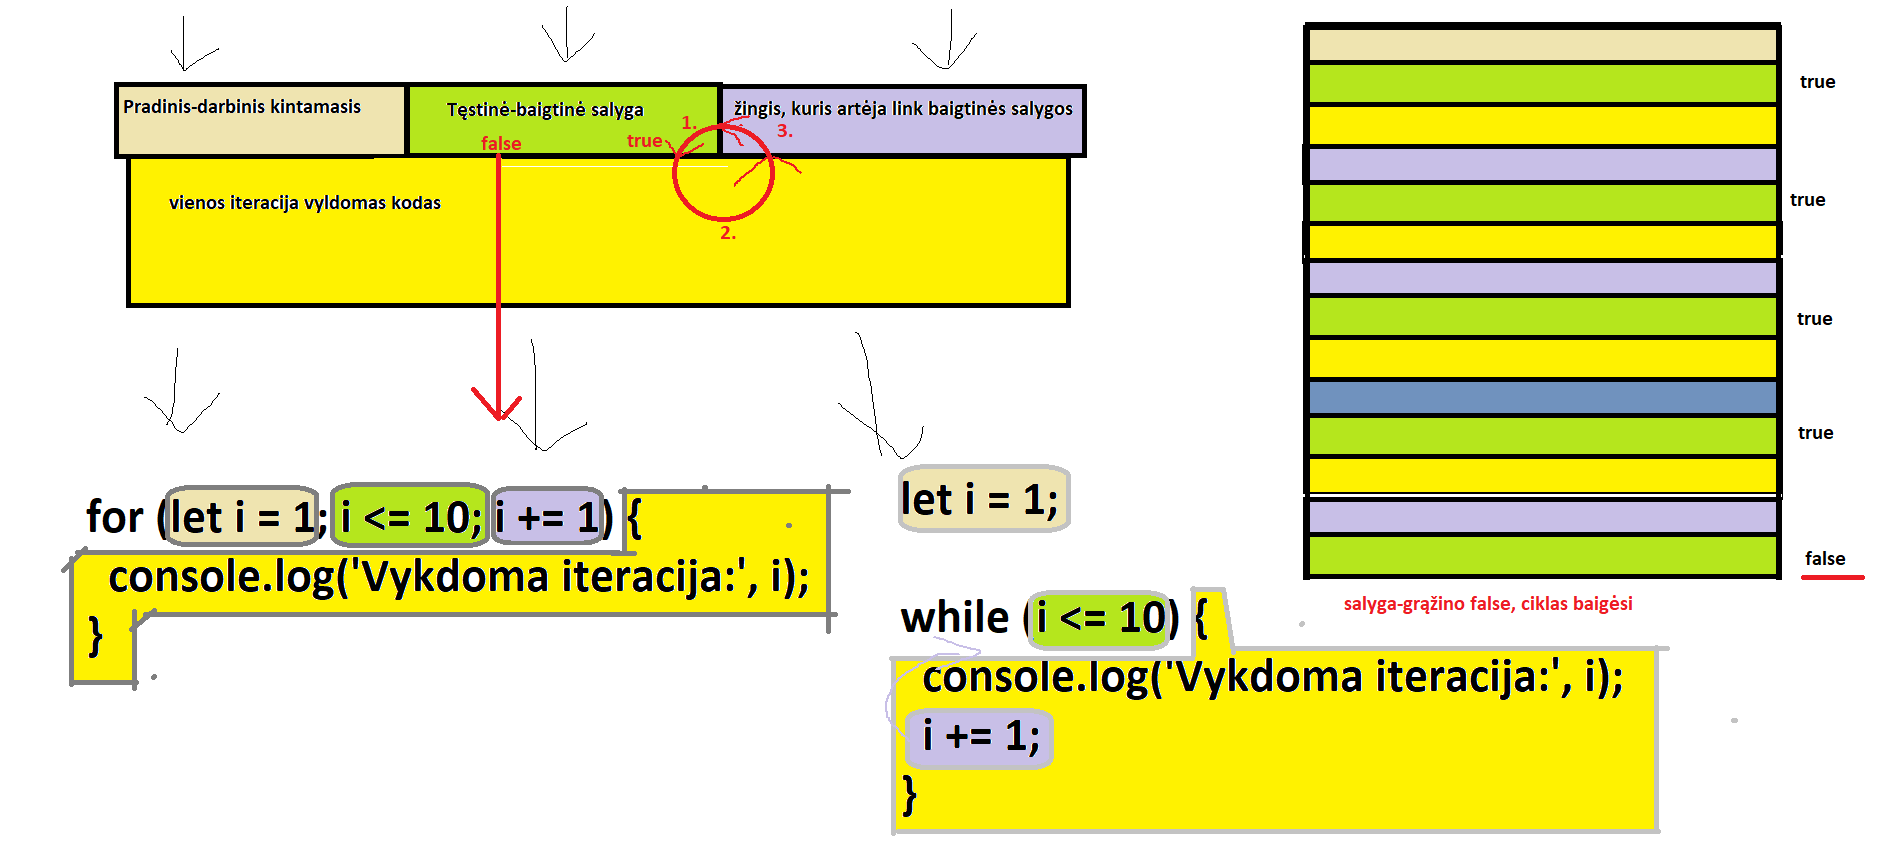 Pradinis-darbinis kintamasis
Tęstinė-baigtinė salyga
žingis, kuris artėja link baigtinės salygos
false
true
1.
3.
2.
vienos iteracija vyldomas kodas
true
true
true
true
false
salyga-grąžino false, ciklas baigėsi
for (let i = 1; i <= 10; i += 1) {
console.log('Vykdoma iteracija:', i);
}
let i = 1;
while (i <= 10) {
console.log('Vykdoma iteracija:', i);
i += 1;
}